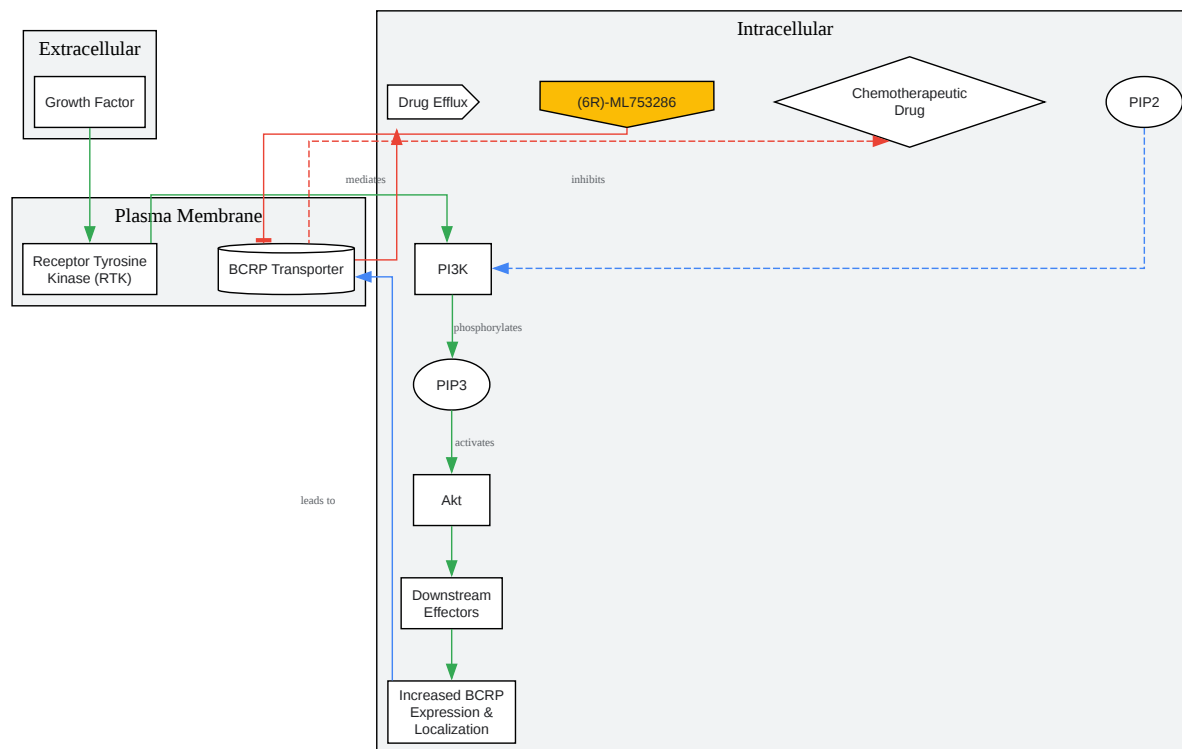 Intracellular
Extracellular
Growth Factor
Drug Efflux
(6R)-ML753286
Chemotherapeutic
Drug
PIP2
mediates
inhibits
Plasma Membrane
Receptor Tyrosine
Kinase (RTK)
BCRP Transporter
PI3K
phosphorylates
PIP3
activates
Akt
leads to
Downstream
Effectors
Increased BCRP
Expression &
Localization